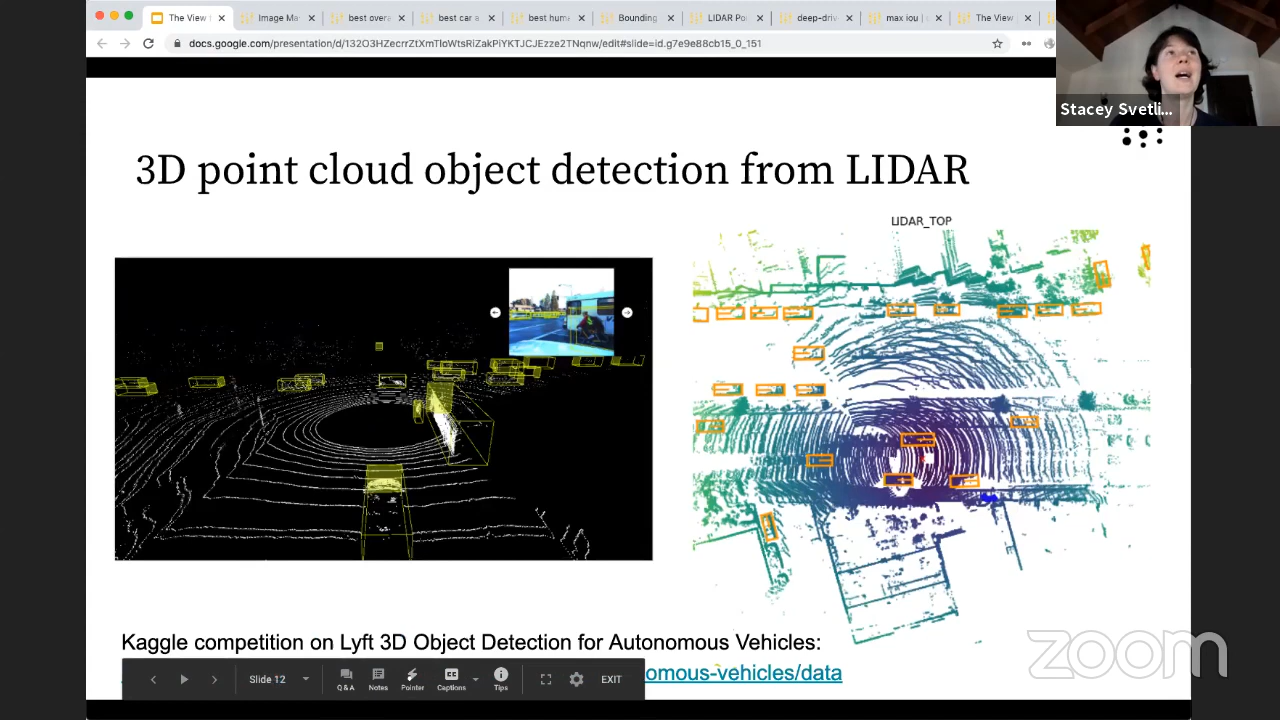 The View
Image Ma
best over
best car a
best hum
Bounding
LIDAR Po
deep-driv
max iou |
The View
docs.google.com/presentation/d/132O3HZecrrZtXmTloWtsRiZakPiYKTJCJEzze2TNqnw/edit#slide=id.g7e9e88cb15_0_151
Stacey Svetli...
3D point cloud object detection from LIDAR
LIDAR_TOP
Kaggle competition on Lyft 3D Object Detection for Autonomous Vehicles:
omous-vehicles/data
Slide 12
Q & A
Notes
Pointer
Captions
Tips
EXIT
zoom